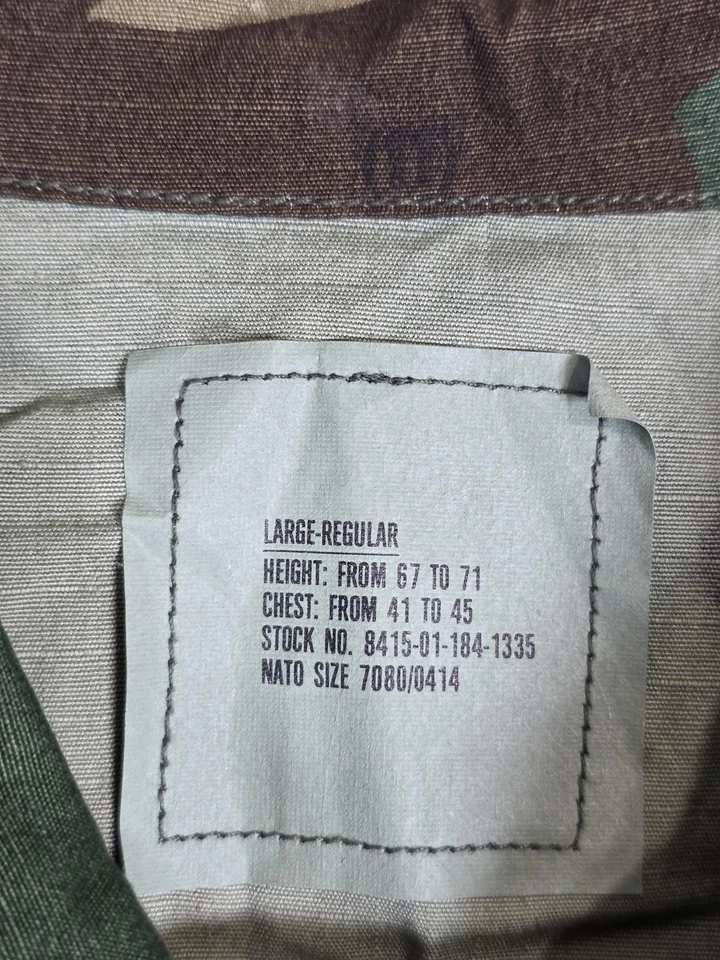 LARGE-REGULAR
HEIGHT: FROM 67 TO 71
CHEST: FROM 41 TO 45
STOCK NO. 8415-01-184-1335
NATO SIZE 7080/0414